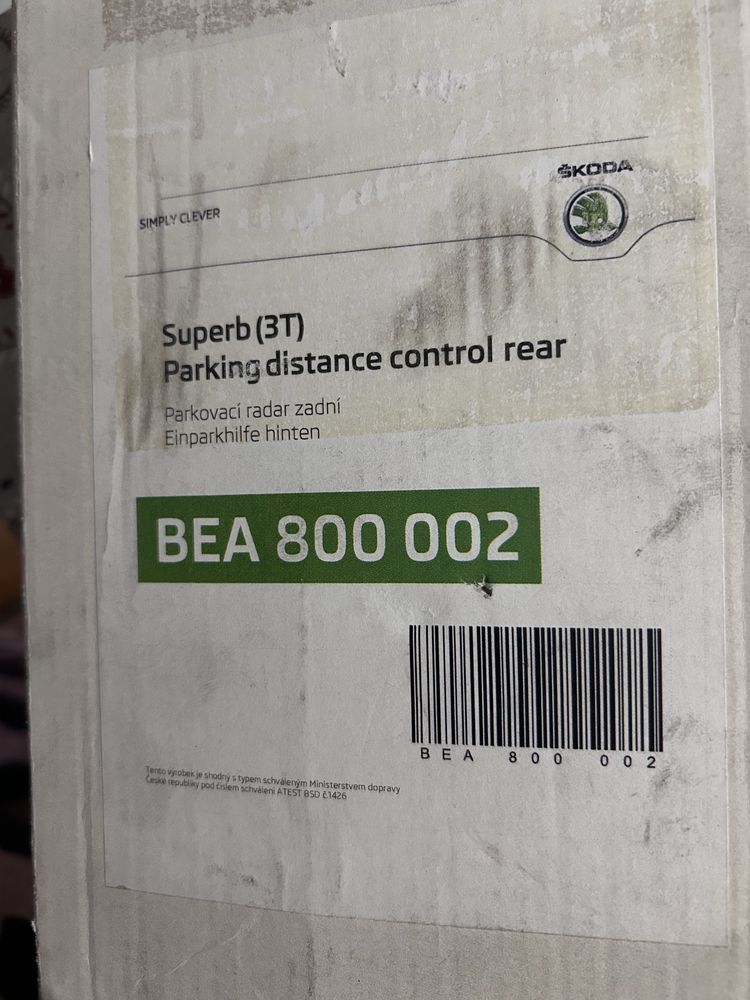 ŠKODA
SIMPLY CLEVER
Superb (3T)
Parking distance control rear
Parkovací radar zadní
Einparkhilfe hinten
BEA 800 002
BEA 800 002
Tento výrobek je shodný s typem schváleným Ministerstvem dopravy
České republiky pod číslem schválení ATEST 8SD č.1426